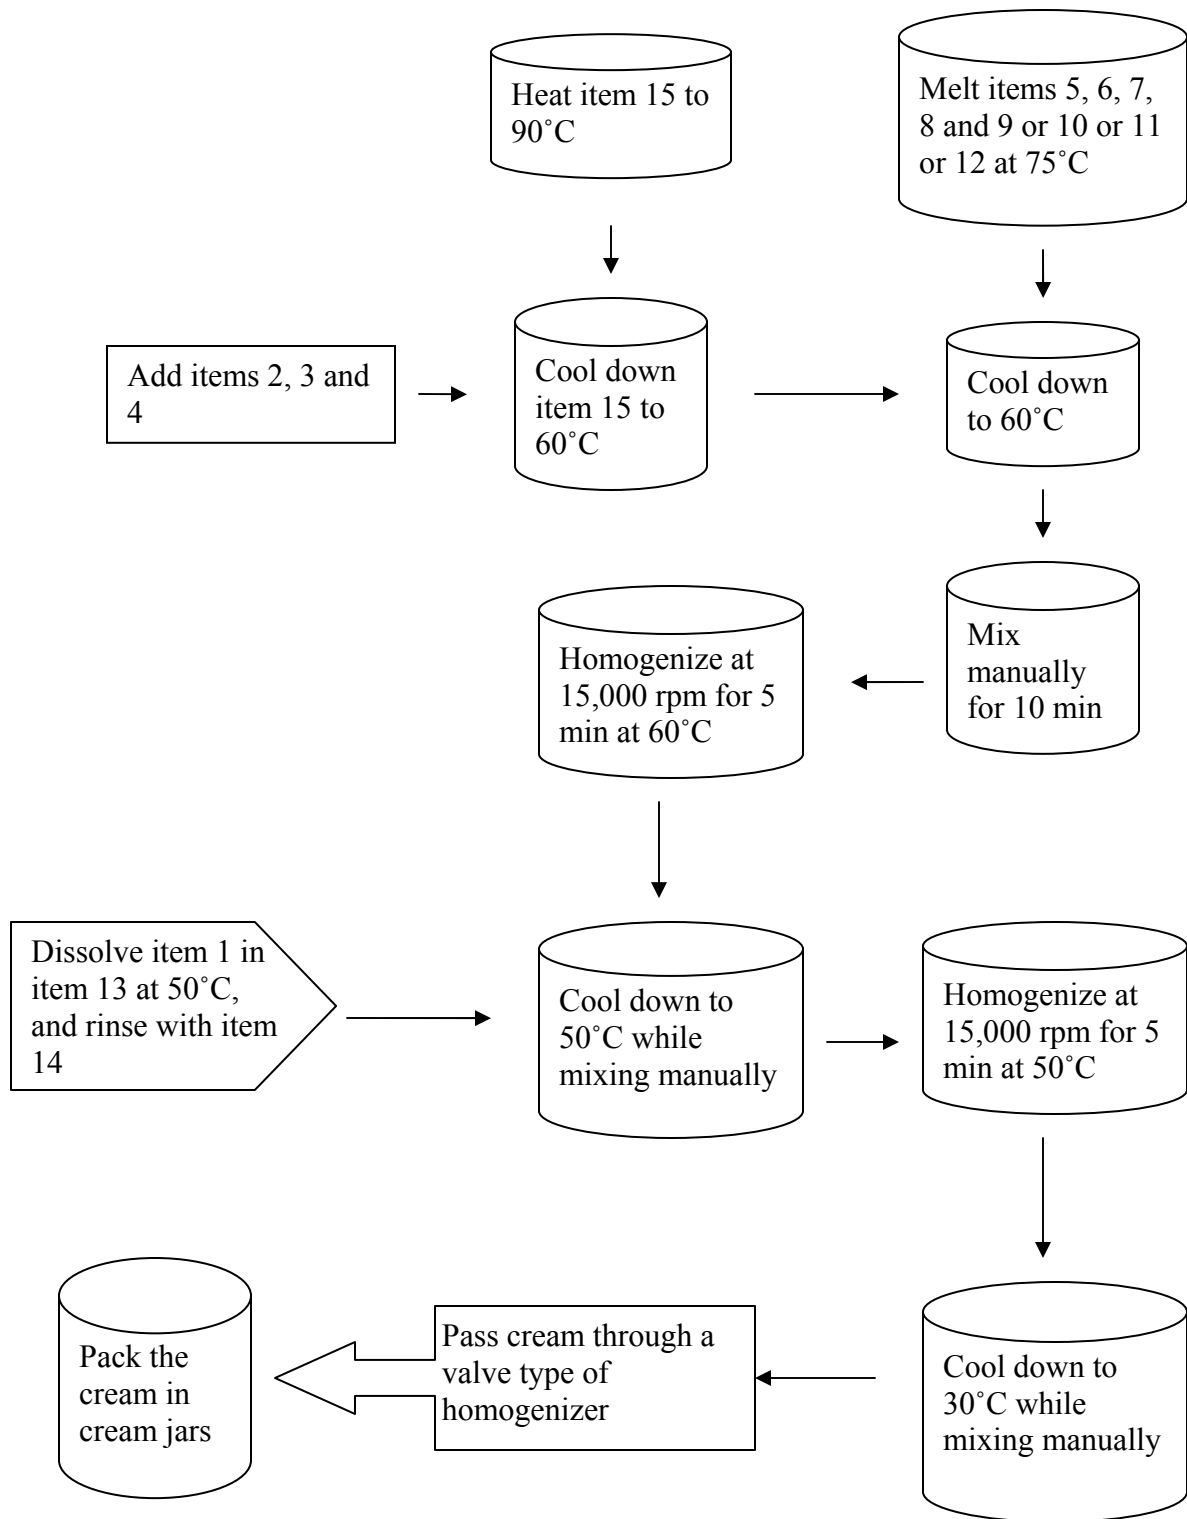 Heat item 15 to
90˚C
Melt items 5, 6, 7,
8 and 9 or 10 or 11
or 12 at 75˚C
Add items 2, 3 and
4
Cool down
item 15 to
60˚C
Cool down
to 60˚C
Mix
manually
for 10 min
Homogenize at
15,000 rpm for 5
min at 60˚C
Dissolve item 1 in
item 13 at 50˚C,
and rinse with item
14
Cool down to
50˚C while
mixing manually
Homogenize at
15,000 rpm for 5
min at 50˚C
Cool down to
30˚C while
mixing manually
Pass cream through a
valve type of
homogenizer
Pack the
cream in
cream jars